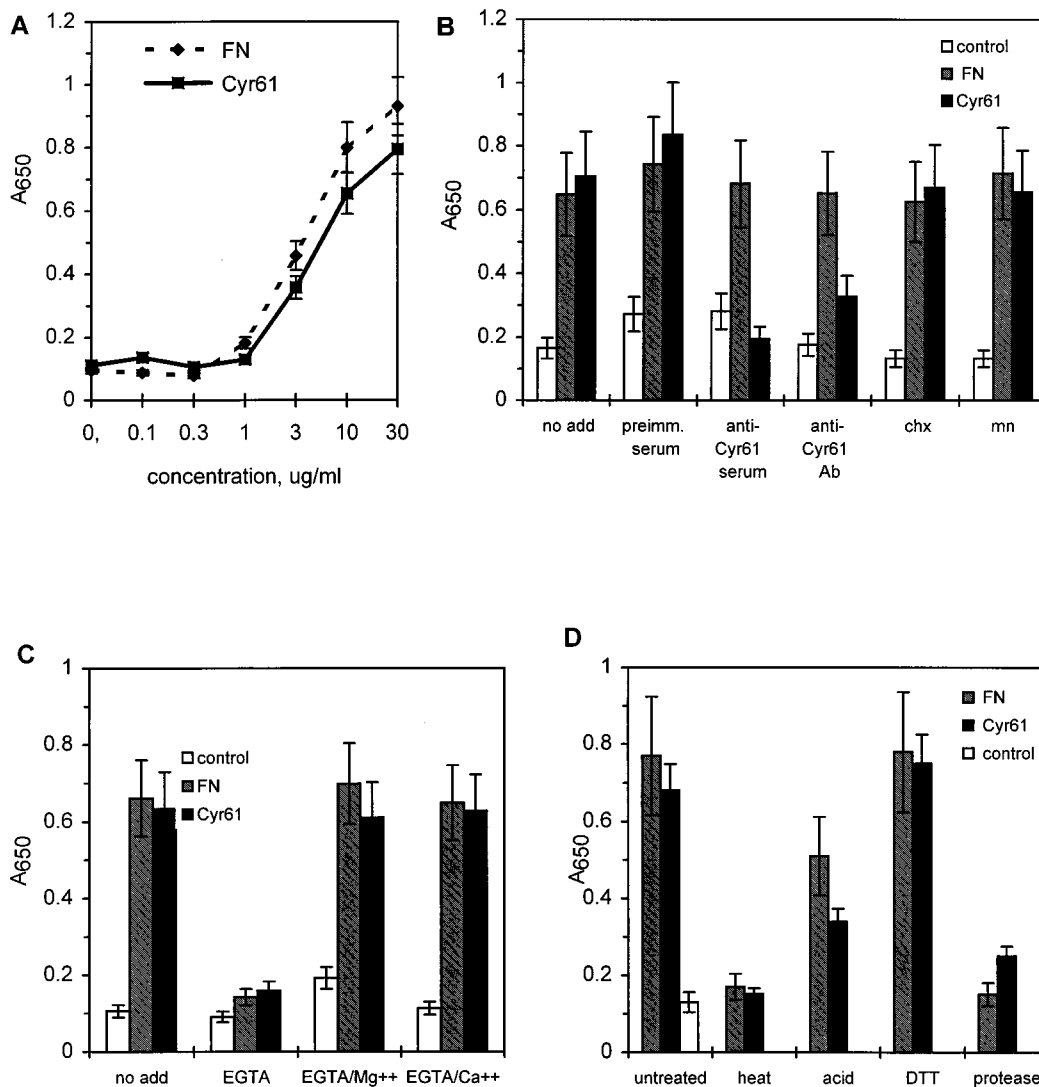 A
1.2
1
0.8
0.6
0.4
0.2
0
A650
FN
Cyr61
0, 0.1 0.3 1 3 10 30
concentration, ug/ml
B
1.2
1
0.8
0.6
0.4
0.2
0
A650
control
FN
Cyr61
no add preimm. anti- anti- chx mn
serum Cyr61 Cyr61
serum Ab
C
1
0.8
0.6
0.4
0.2
0
A650
control
FN
Cyr61
no add EGTA EGTA/Mg++ EGTA/Ca++
D
1
0.8
0.6
0.4
0.2
0
A650
FN
Cyr61
control
untreated heat acid DTT protease